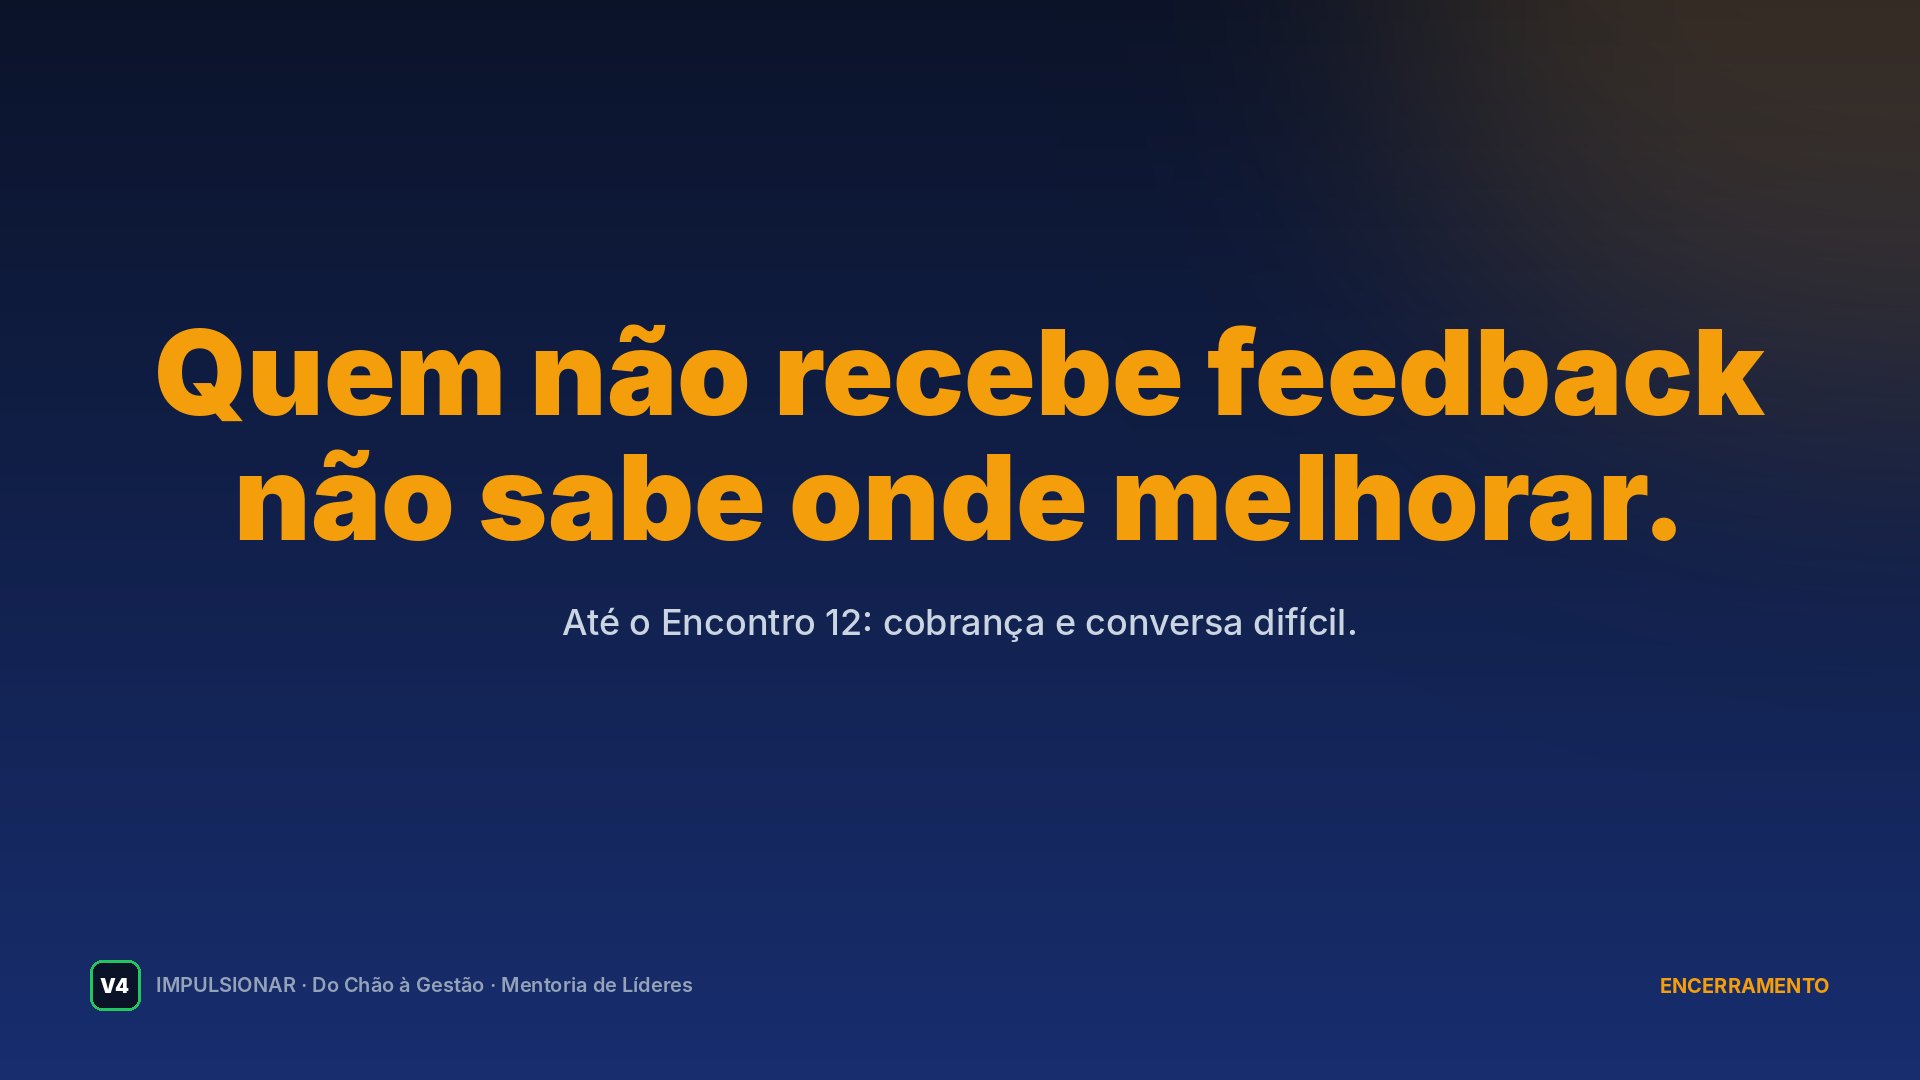 Quem não recebe feedback
não sabe onde melhorar.
Até o Encontro 12: cobrança e conversa difícil.
V4
IMPULSIONAR · Do Chão à Gestão · Mentoria de Líderes
ENCERRAMENTO